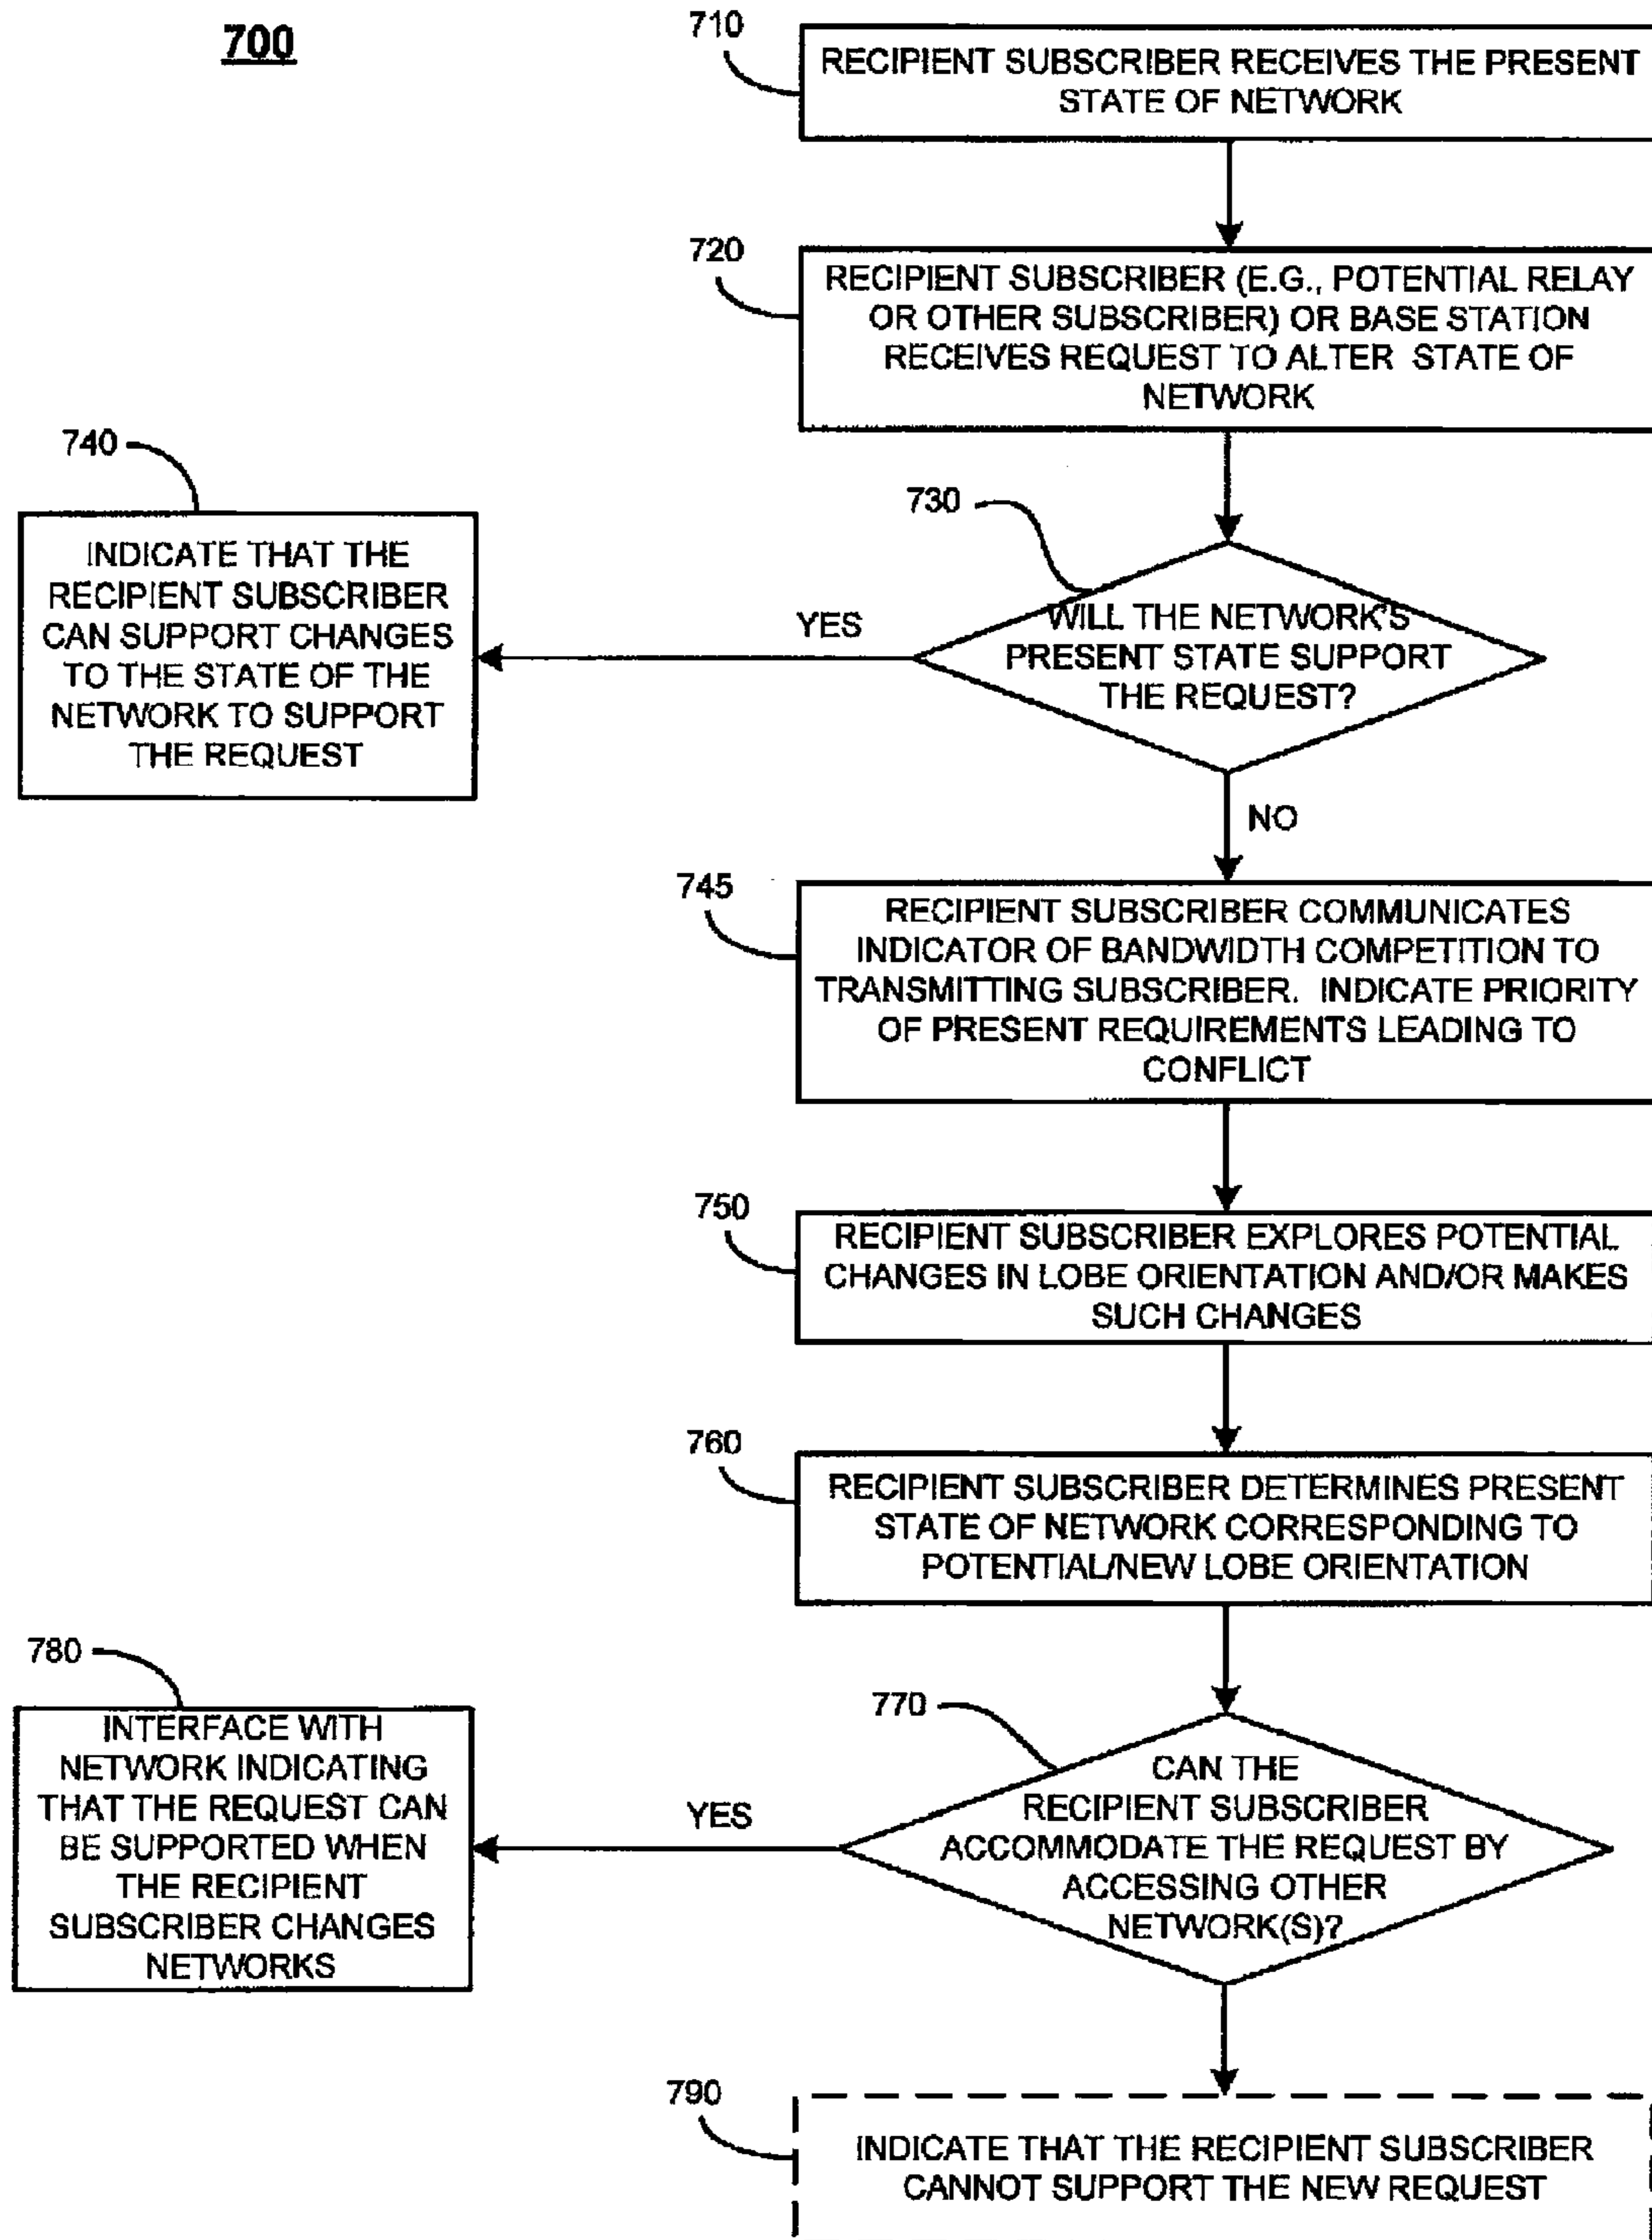 700
710
RECIPIENT SUBSCRIBER RECEIVES THE PRESENT
STATE OF NETWORK
720
RECIPIENT SUBSCRIBER (E.G., POTENTIAL RELAY
OR OTHER SUBSCRIBER) OR BASE STATION
RECEIVES REQUEST TO ALTER STATE OF
NETWORK
730
WILL THE NETWORK'S
PRESENT STATE SUPPORT
THE REQUEST?
YES
740
INDICATE THAT THE
RECIPIENT SUBSCRIBER
CAN SUPPORT CHANGES
TO THE STATE OF THE
NETWORK TO SUPPORT
THE REQUEST
NO
745
RECIPIENT SUBSCRIBER COMMUNICATES
INDICATOR OF BANDWIDTH COMPETITION TO
TRANSMITTING SUBSCRIBER. INDICATE PRIORITY
OF PRESENT REQUIREMENTS LEADING TO
CONFLICT
750
RECIPIENT SUBSCRIBER EXPLORES POTENTIAL
CHANGES IN LOBE ORIENTATION AND/OR MAKES
SUCH CHANGES
760
RECIPIENT SUBSCRIBER DETERMINES PRESENT
STATE OF NETWORK CORRESPONDING TO
POTENTIAL/NEW LOBE ORIENTATION
770
CAN THE
RECIPIENT SUBSCRIBER
ACCOMMODATE THE REQUEST BY
ACCESSING OTHER
NETWORK(S)?
YES
780
INTERFACE WITH
NETWORK INDICATING
THAT THE REQUEST CAN
BE SUPPORTED WHEN
THE RECIPIENT
SUBSCRIBER CHANGES
NETWORKS
790
INDICATE THAT THE RECIPIENT SUBSCRIBER
CANNOT SUPPORT THE NEW REQUEST